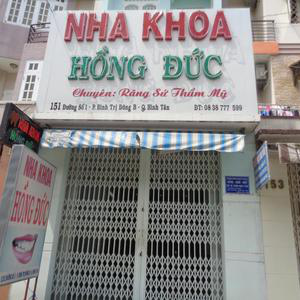 NHA KHOA
HỒNG ĐỨC
Chuyên: Răng Sứ Thẩm Mỹ
151 Đường Số 1 - P. Bình Trị Đông B - Q. Bình Tân
ĐT: 08 38 777 599
NHA KHOA
HỒNG ĐỨC
153